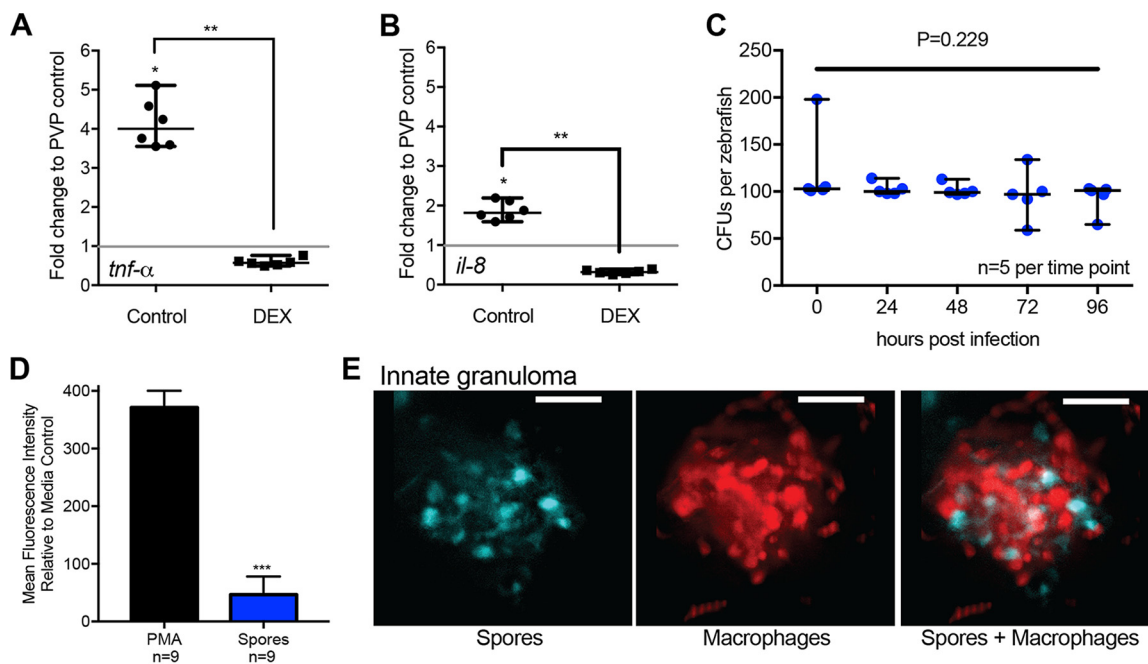 A
**
*
Fold change to PVP control
6
5
4
3
2
1
0
tnf-α
Control
DEX
B
**
*
Fold change to PVP control
6
5
4
3
2
1
0
il-8
Control
DEX
C
P=0.229
CFUs per zebrafish
200
150
100
50
0
n=5 per time point
0
24
48
72
96
hours post infection
D
Mean Fluorescence Intensity
Relative to Media Control
400
300
200
100
0
***
PMA
n=9
Spores
n=9
E
Innate granuloma
Spores
Macrophages
Spores + Macrophages